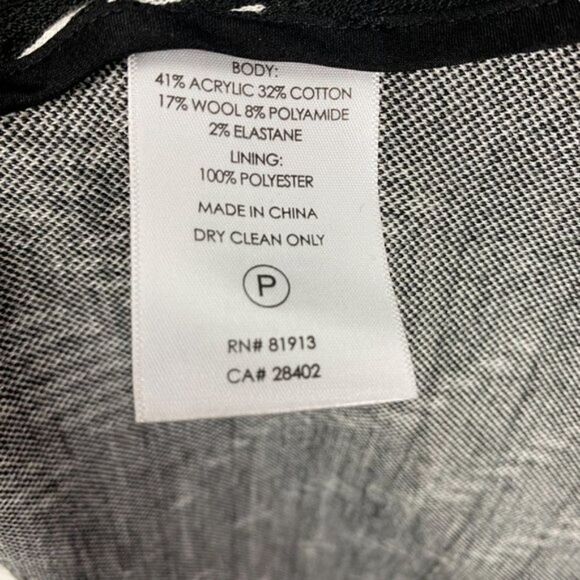 BODY:
41% ACRYLIC 32% COTTON
17% WOOL 8% POLYAMIDE
2% ELASTANE
LINING:
100% POLYESTER
MADE IN CHINA
DRY CLEAN ONLY
P
RN# 81913
CA# 28402